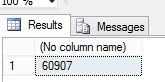 100 %
Results Messages
(No column name)
1 60907